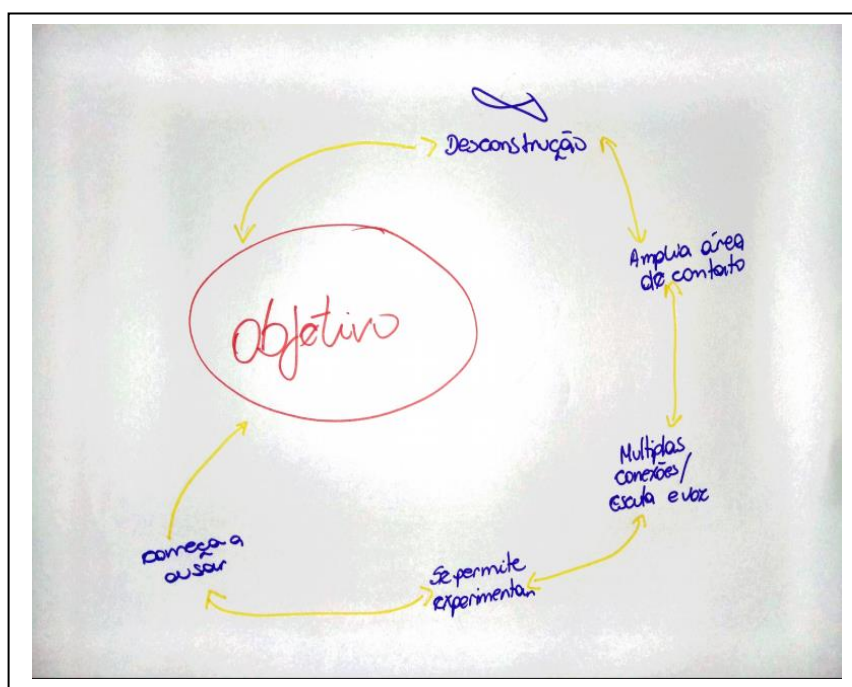 Desconstrução
Amplia área
de contato
Multiplas
conexões/
escuta e voz
Se permite
experimentar
começa a
ousar
objetivo